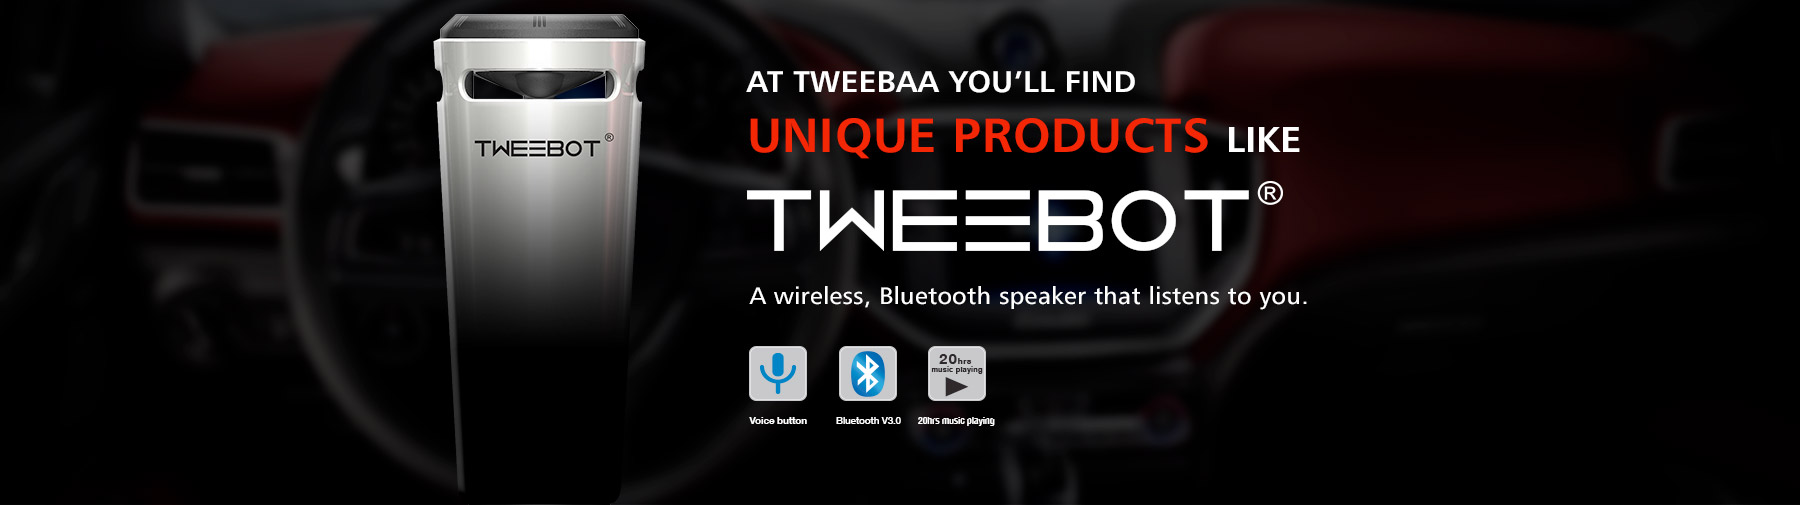 TWEEBOT®
AT TWEEBAA YOU'LL FIND
UNIQUE PRODUCTS LIKE
TWEEBOT®
A wireless, Bluetooth speaker that listens to you.
20hrs
music playing
Voice button
Bluetooth V3.0
20hrs music playing